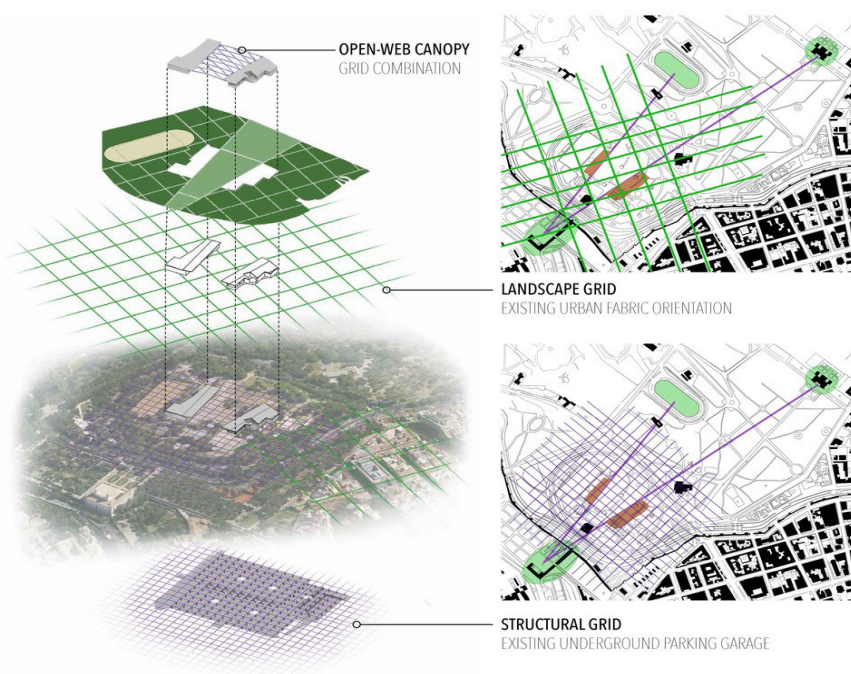 OPEN-WEB CANOPY
GRID COMBINATION
LANDSCAPE GRID
EXISTING URBAN FABRIC ORIENTATION
STRUCTURAL GRID
EXISTING UNDERGROUND PARKING GARAGE